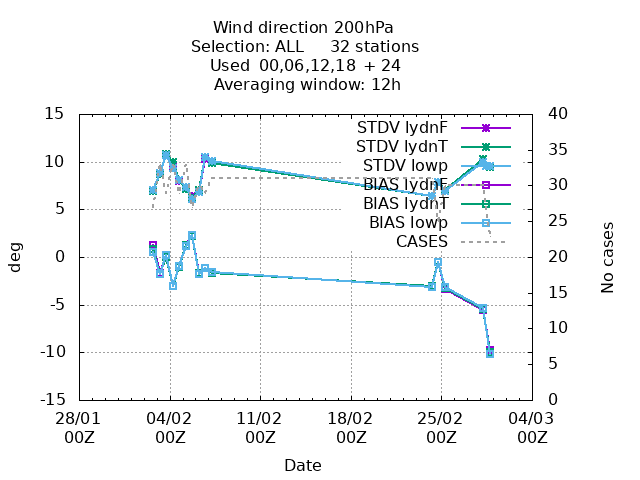 Wind direction 200hPa
Selection: ALL     32 stations
Used  00,06,12,18 + 24
Averaging window: 12h
15
10
5
0
-5
-10
-15
deg
40
35
30
25
20
15
10
5
0
No cases
STDV lydnF
STDV lydnT
STDV lowp
BIAS lydnF
BIAS lydnT
BIAS lowp
CASES
28/01 04/02 11/02 18/02 25/02 04/03
00Z 00Z 00Z 00Z 00Z 00Z
Date